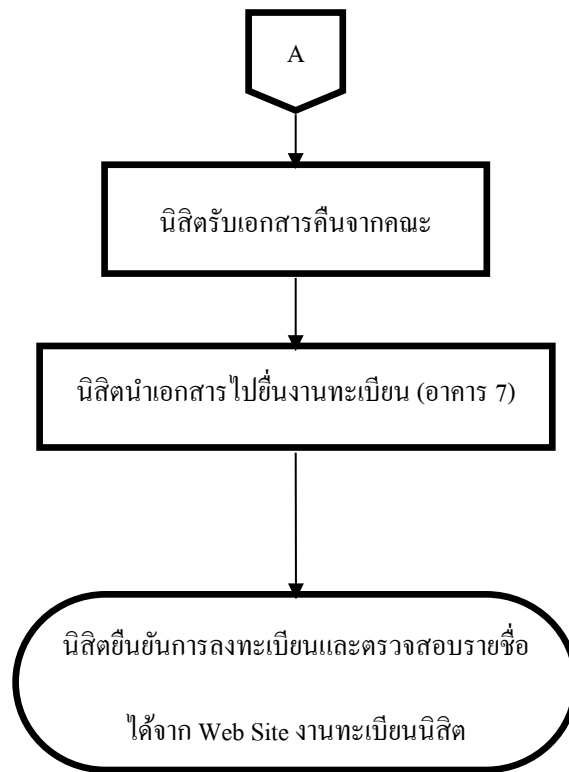 A
นิสิตรับเอกสารคืนจากคณะ
นิสิตนำเอกสารไปยื่นงานทะเบียน (อาคาร 7)
นิสิตยืนยันการลงทะเบียนและตรวจสอบรายชื่อ
ได้จาก Web Site งานทะเบียนนิสิต